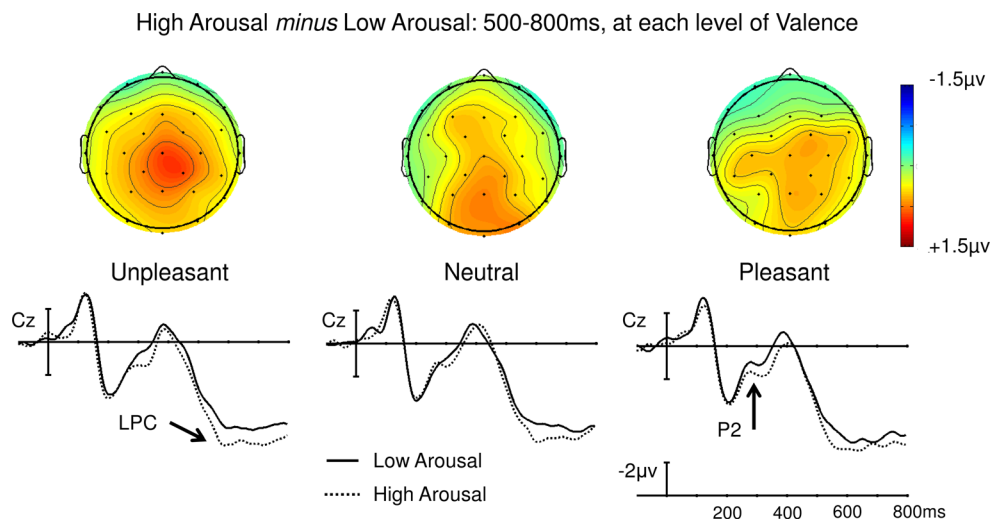 High Arousal minus Low Arousal: 500-800ms, at each level of Valence
-1.5µv
+1.5µv
Unpleasant
Neutral
Pleasant
Cz
Cz
Cz
LPC
P2
Low Arousal
High Arousal
-2µv
200 400 600 800ms